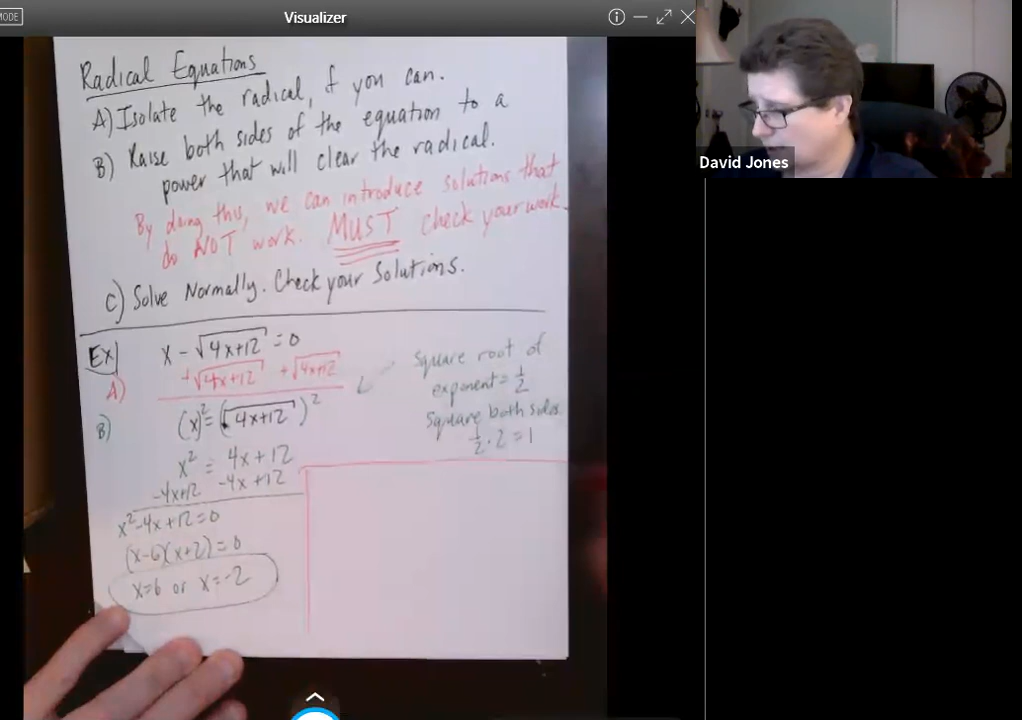 MODE
Visualizer
David Jones
Radical Equations
A) Isolate the radical, if you can.
B) Raise both sides of the equation to a
power that will clear the radical.
By doing this, we can introduce solutions that
do NOT work. MUST check your work.
C) Solve Normally. Check your Solutions.
Ex
x - √4x+12 = 0
A) +√4x+12 +√4x+12
B) (x)² = (√4x+12)²
x² = 4x+12
-4x+12 -4x+12
x²-4x+12=0
(x-6)(x+2)=0
x=6 or x=-2
Square root of
exponent = 1/2
Square both sides
1/2 · 2 = 1